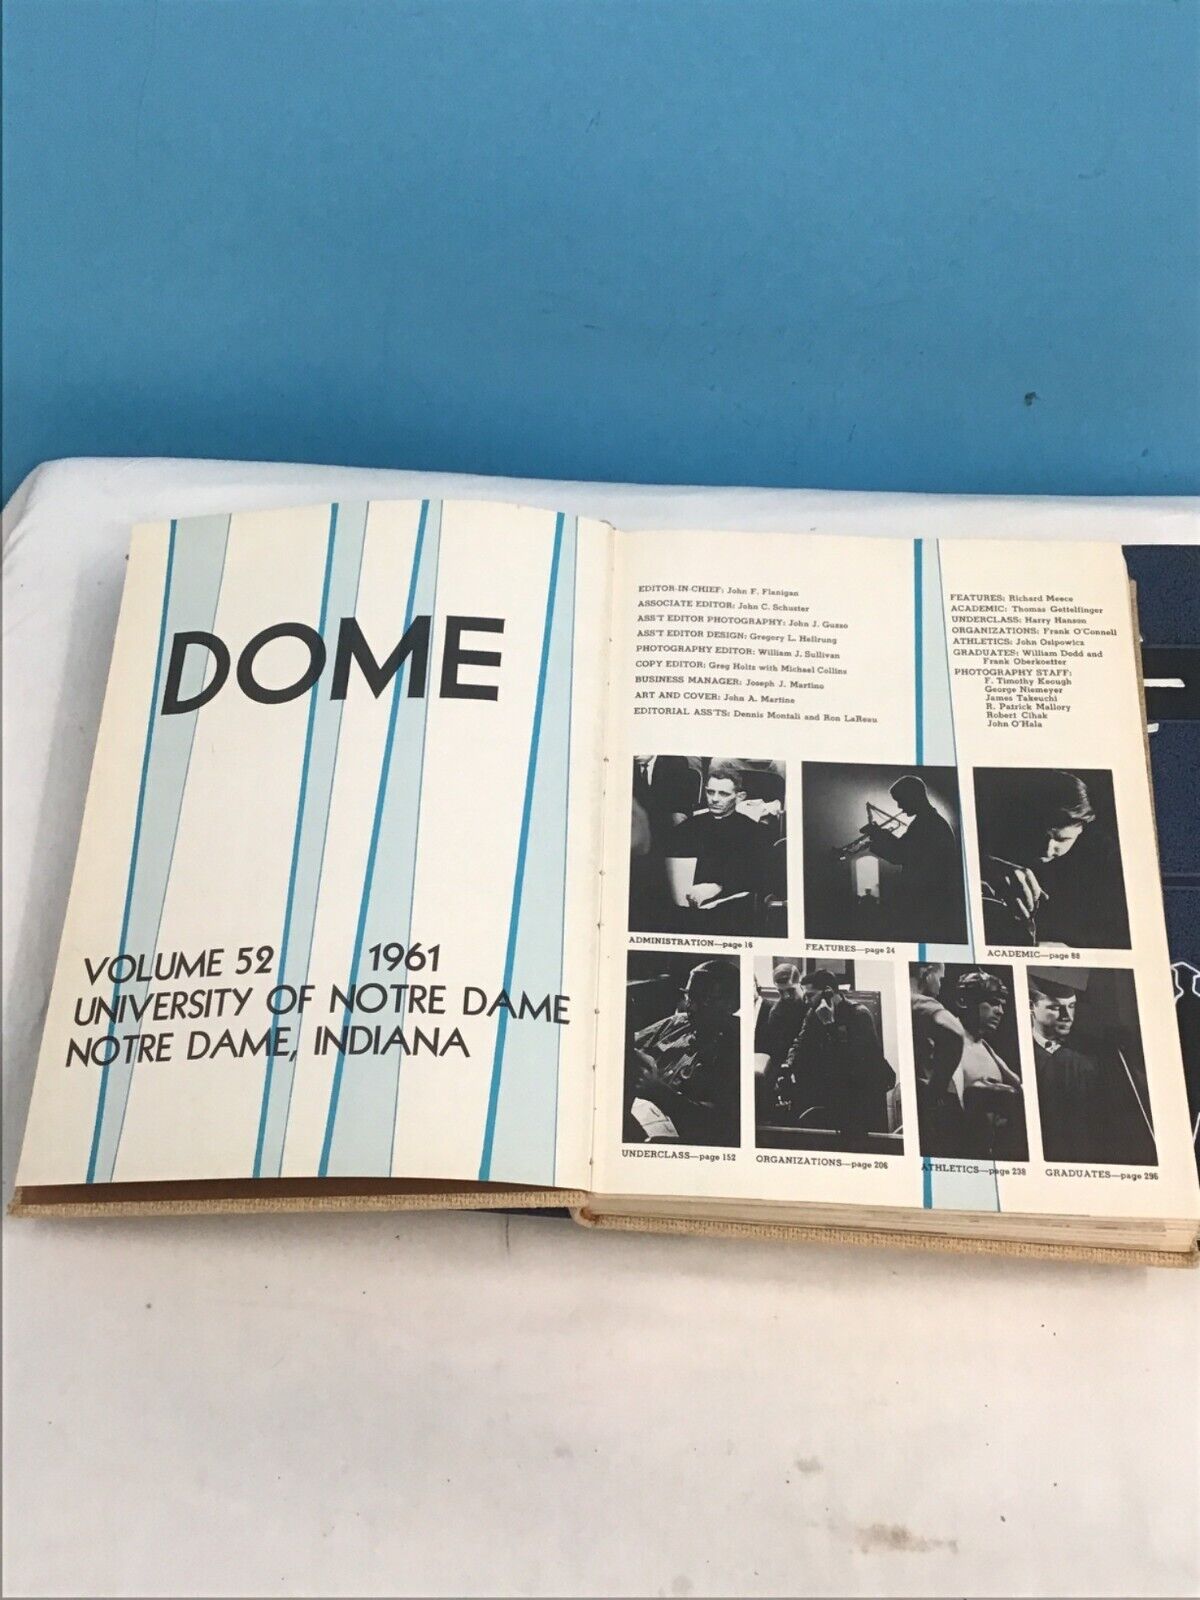 DOME
VOLUME 52 1961
UNIVERSITY OF NOTRE DAME
NOTRE DAME, INDIANA
EDITOR-IN-CHIEF: John F. Flanigan
ASSOCIATE EDITOR: John C. Schuster
ASS'T EDITOR PHOTOGRAPHY: John J. Guzzo
ASS'T EDITOR DESIGN: Gregory L. Hellrung
PHOTOGRAPHY EDITOR: William J. Sullivan
COPY EDITOR: Greg Holtz with Michael Collins
BUSINESS MANAGER: Joseph J. Martino
ART AND COVER: John A. Martine
EDITORIAL ASS'TS: Dennis Montali and Ron LaReau
FEATURES: Richard Meece
ACADEMIC: Thomas Gettelfinger
UNDERCLASS: Harry Hanson
ORGANIZATIONS: Frank O'Connell
ATHLETICS: John Osipowicz
GRADUATES: William Dodd and
Frank Oberkoetter
PHOTOGRAPHY STAFF:
F. Timothy Keough
George Niemeyer
James Takeuchi
R. Patrick Mallory
Robert Cihak
John O'Hala
ADMINISTRATION—page 16
FEATURES—page 24
ACADEMIC—page 88
UNDERCLASS—page 152
ORGANIZATIONS—page 206
ATHLETICS—page 238
GRADUATES—page 296